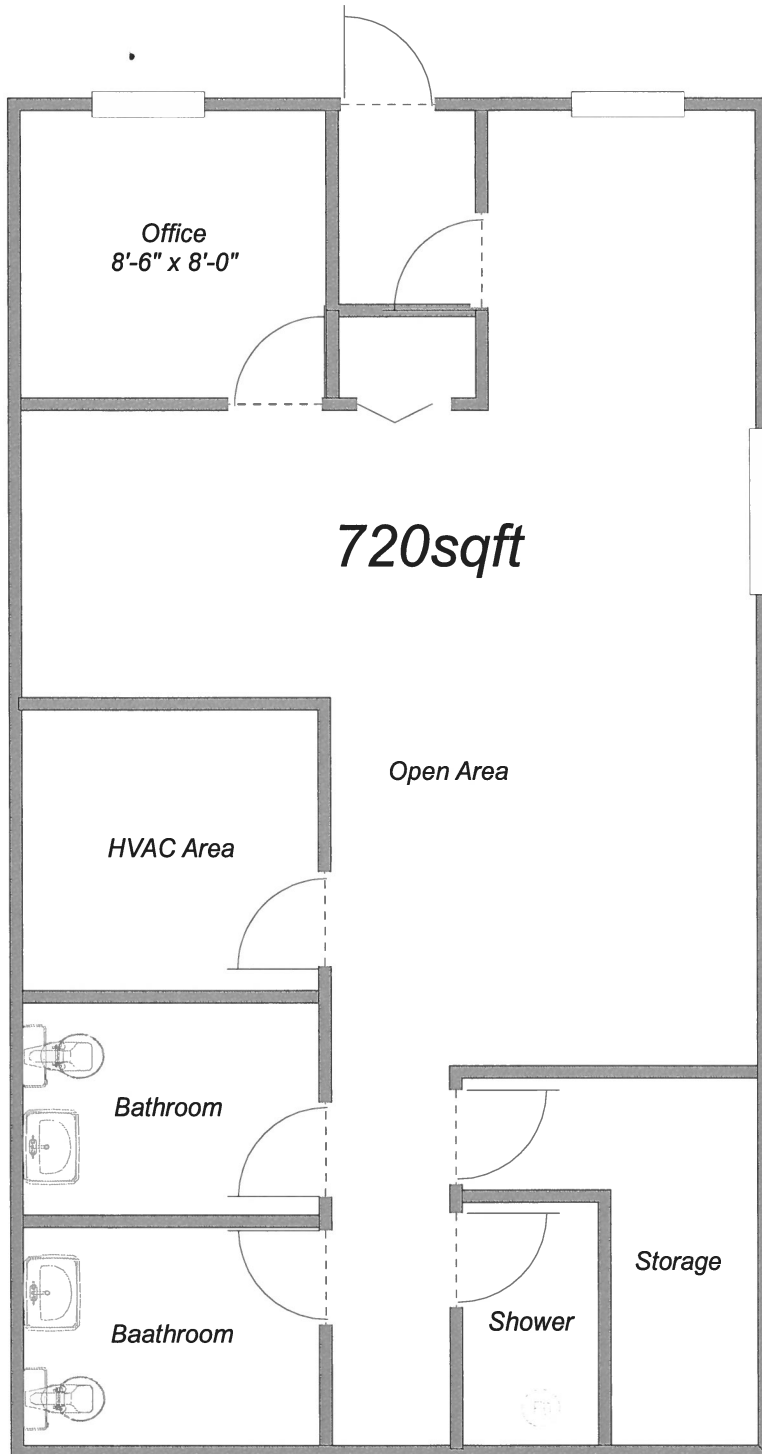 Office
8'-6" x 8'-0"
720sqft
Open Area
HVAC Area
Bathroom
Storage
Shower
Baathroom